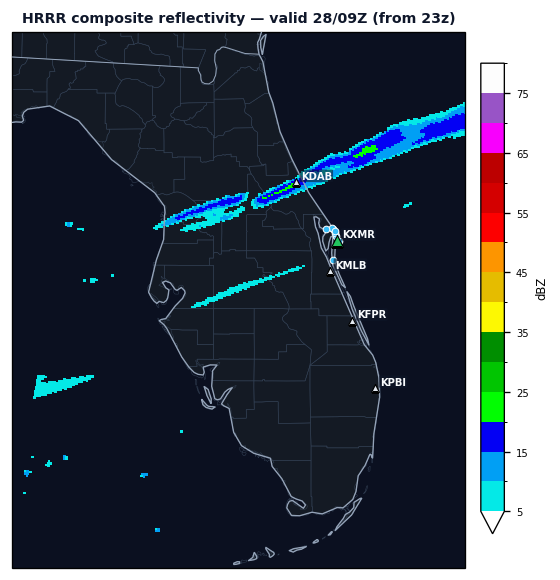 HRRR composite reflectivity — valid 28/09Z (from 23z)
75
65
KDAB
55
KXMR
45
KMLB
dBZ
KFPR
35
25
KPBI
15
5